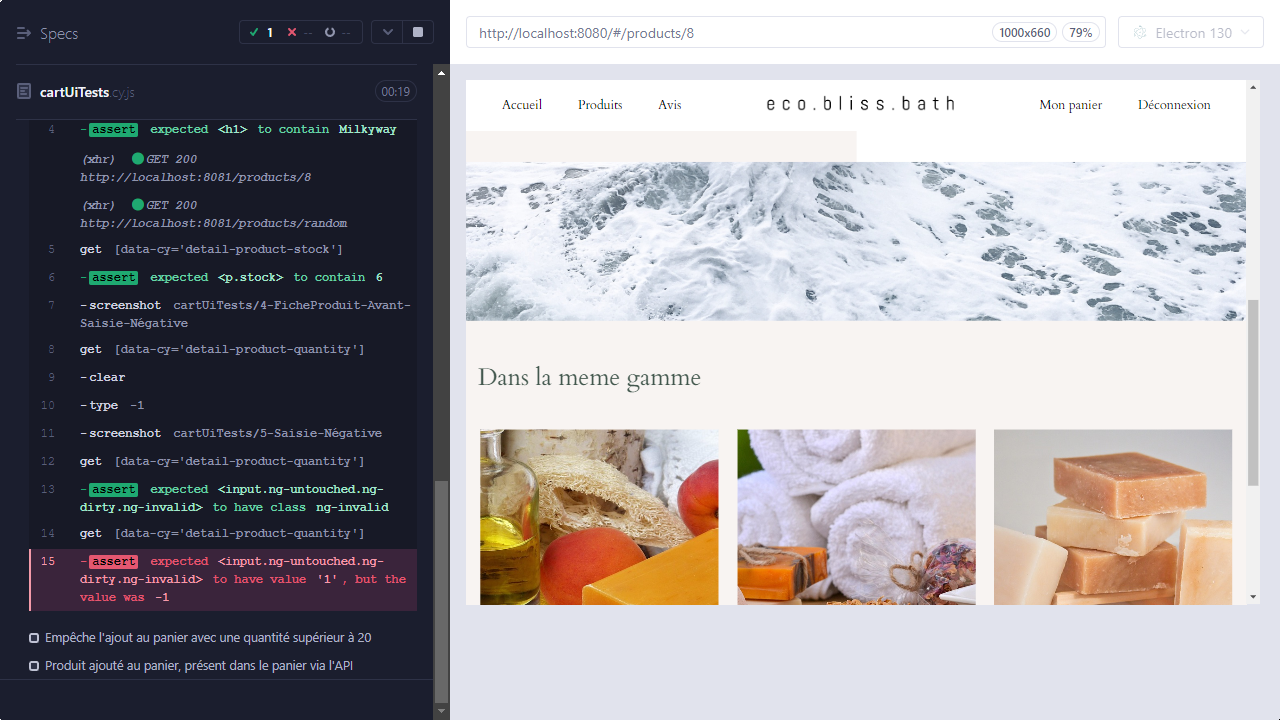 Specs
1 -- --
http://localhost:8080/#/products/8
1000x660
79%
Electron 130
cartUiTests cy.js
00:19
4 -assert expected <h1> to contain Milkyway
(xhr) GET 200
http://localhost:8081/products/8
(xhr) GET 200
http://localhost:8081/products/random
5 get [data-cy='detail-product-stock']
6 -assert expected <p.stock> to contain 6
7 -screenshot cartUiTests/4-FicheProduit-Avant-
Saisie-Négative
8 get [data-cy='detail-product-quantity']
9 -clear
10 -type -1
11 -screenshot cartUiTests/5-Saisie-Négative
12 get [data-cy='detail-product-quantity']
13 -assert expected <input.ng-untouched.ng-
dirty.ng-invalid> to have class ng-invalid
14 get [data-cy='detail-product-quantity']
15 -assert expected <input.ng-untouched.ng-
dirty.ng-invalid> to have value '1', but the
value was -1
Empêche l'ajout au panier avec une quantité supérieur à 20
Produit ajouté au panier, présent dans le panier via l'API
Accueil
Produits
Avis
eco.bliss.bath
Mon panier
Déconnexion
Dans la meme gamme